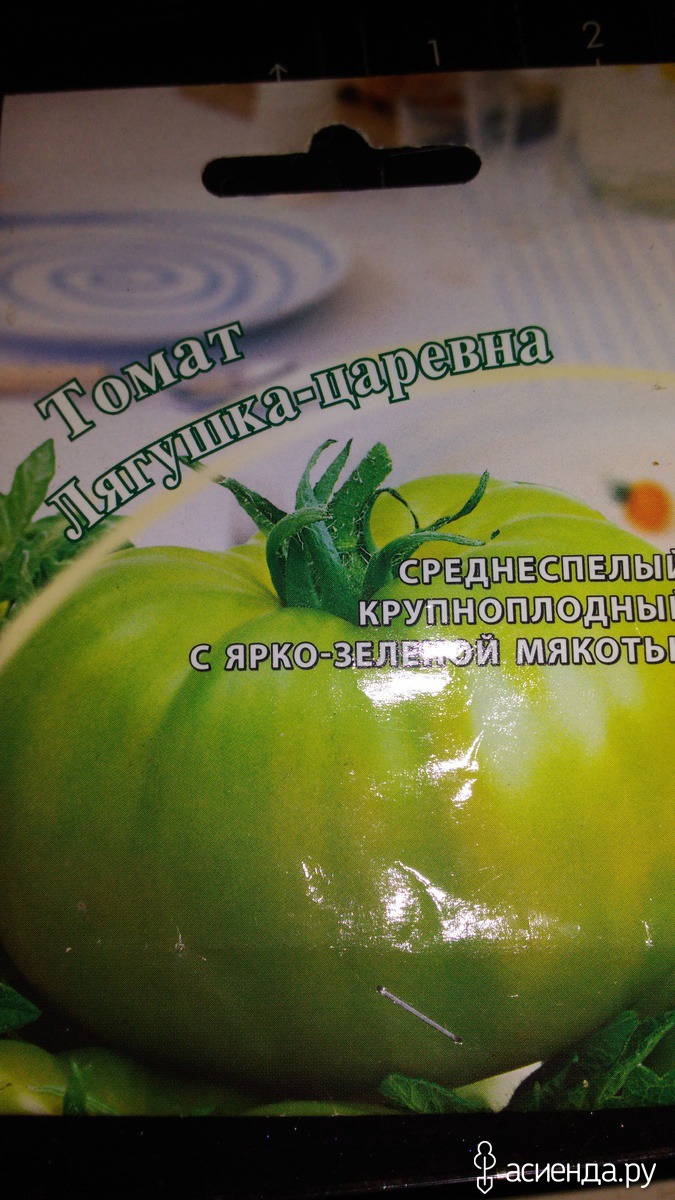 1 2
Томат
Лягушка-царевна
СРЕДНЕСПЕЛЫЙ
КРУПНОПЛОДНЫЙ
С ЯРКО-ЗЕЛЕНОЙ МЯКОТЬ
асиенда.ру